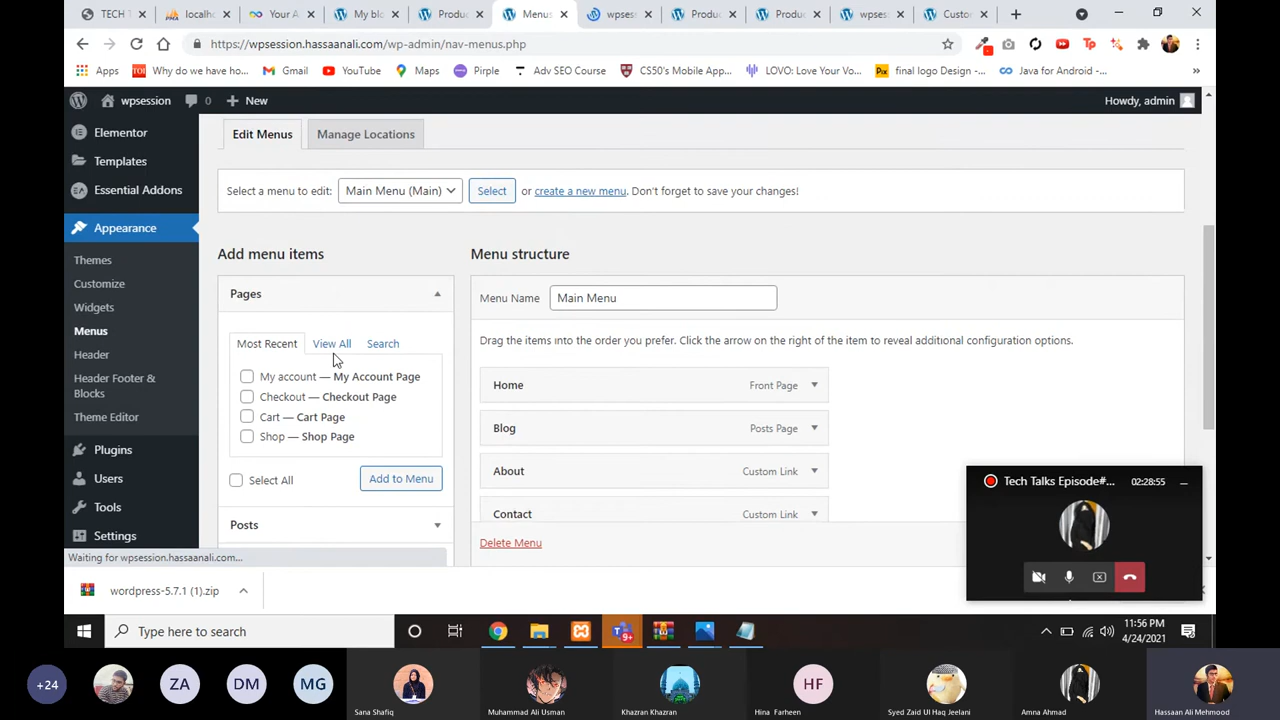 TECH T
localho
Your A
My blo
Produc
Menus
wpsess
Produc
Produc
wpses
Custor
https://wpsession.hassaanali.com/wp-admin/nav-menus.php
Apps
Why do we have ho...
Gmail
YouTube
Maps
Pirple
Adv SEO Course
CS50's Mobile App...
LOVO: Love Your Vo...
final logo Design -...
Java for Android -...
wpsession
0
New
Howdy, admin
Elementor
Templates
Essential Addons
Appearance
Themes
Customize
Widgets
Menus
Header
Header Footer &
Blocks
Theme Editor
Plugins
Users
Tools
Settings
Edit Menus
Manage Locations
Select a menu to edit:
Main Menu (Main)
Select
or create a new menu. Don't forget to save your changes!
Add menu items
Pages
Most Recent
View All
Search
My account — My Account Page
Checkout — Checkout Page
Cart — Cart Page
Shop — Shop Page
Select All
Add to Menu
Posts
Menu structure
Menu Name
Main Menu
Drag the items into the order you prefer. Click the arrow on the right of the item to reveal additional configuration options.
Home
Front Page
Blog
Posts Page
About
Custom Link
Contact
Custom Link
Delete Menu
Tech Talks Episode#...
02:28:55
Waiting for wpsession.hassaanali.com...
wordpress-5.7.1 (1).zip
Type here to search
9+
11:56 PM
4/24/2021
+24
ZA
DM
MG
HF
Sana Shafiq
Muhammad Ali Usman
Khazran Khazran
Hina Farheen
Syed Zaid Ul Haq Jeelani
Amna Ahmad
Hassaan Ali Mehmood